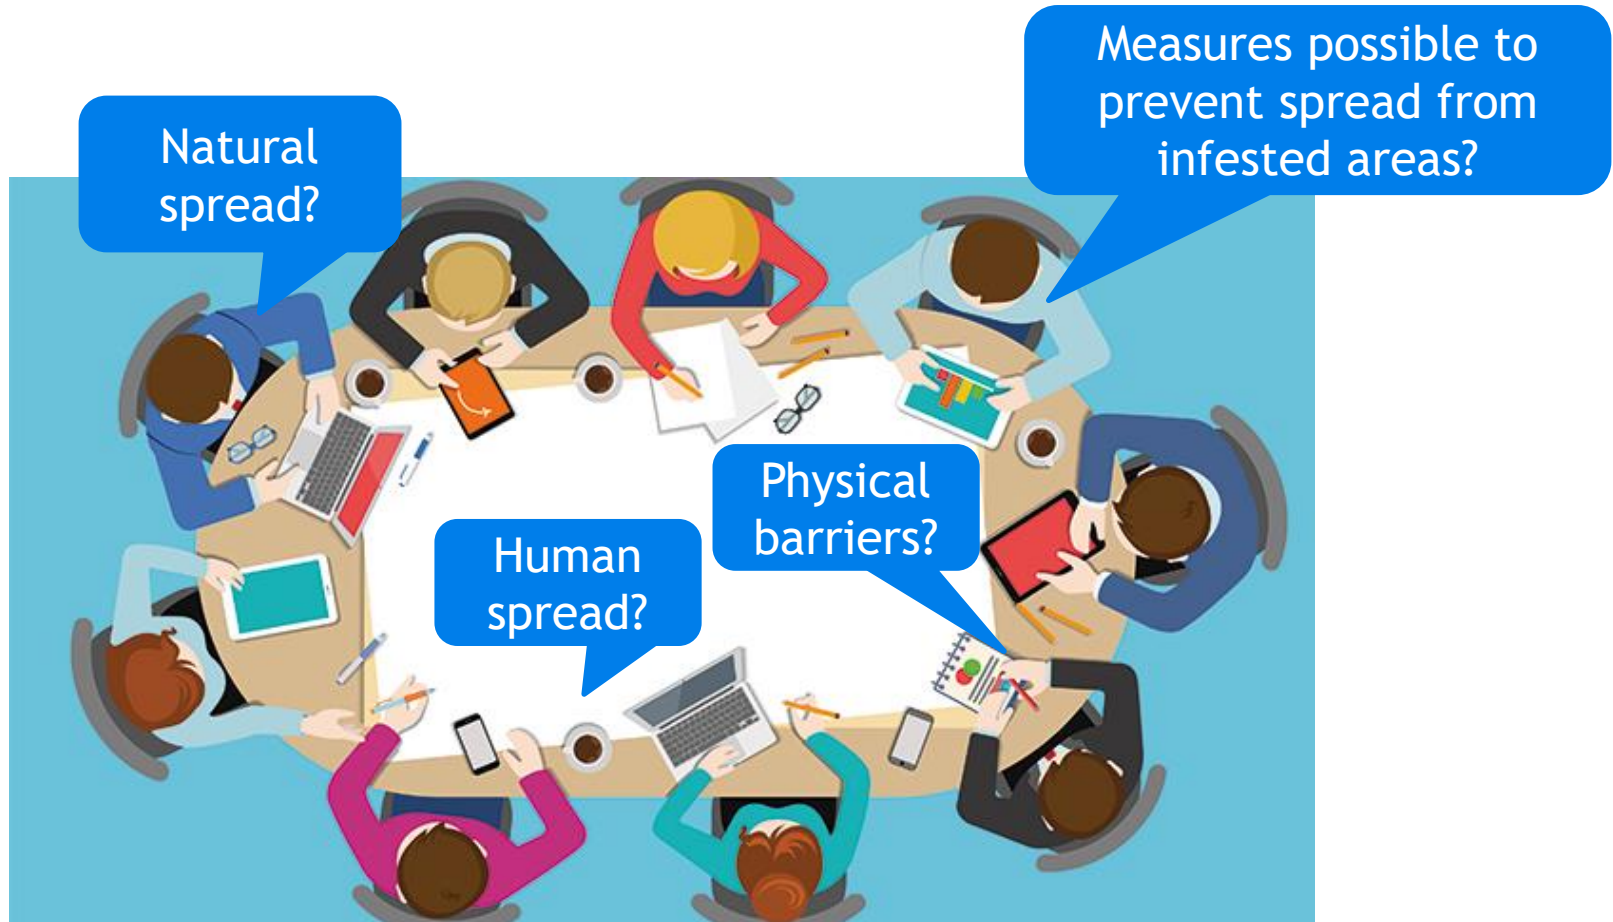 Measures possible to
prevent spread from
infested areas?
Natural
spread?
Physical
barriers?
Human
spread?